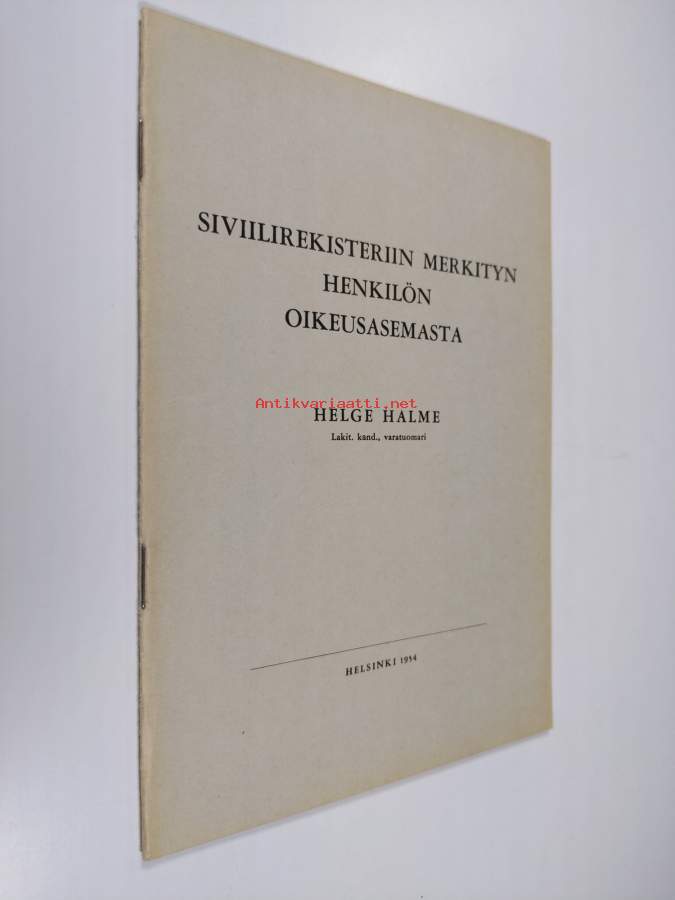 SIVIILIREKISTERIIN MERKITYN
HENKILÖN
OIKEUSASEMASTA
Antikvariaatti.net
HELGE HALME
Lakit. kand., varatuomari
HELSINKI 1954